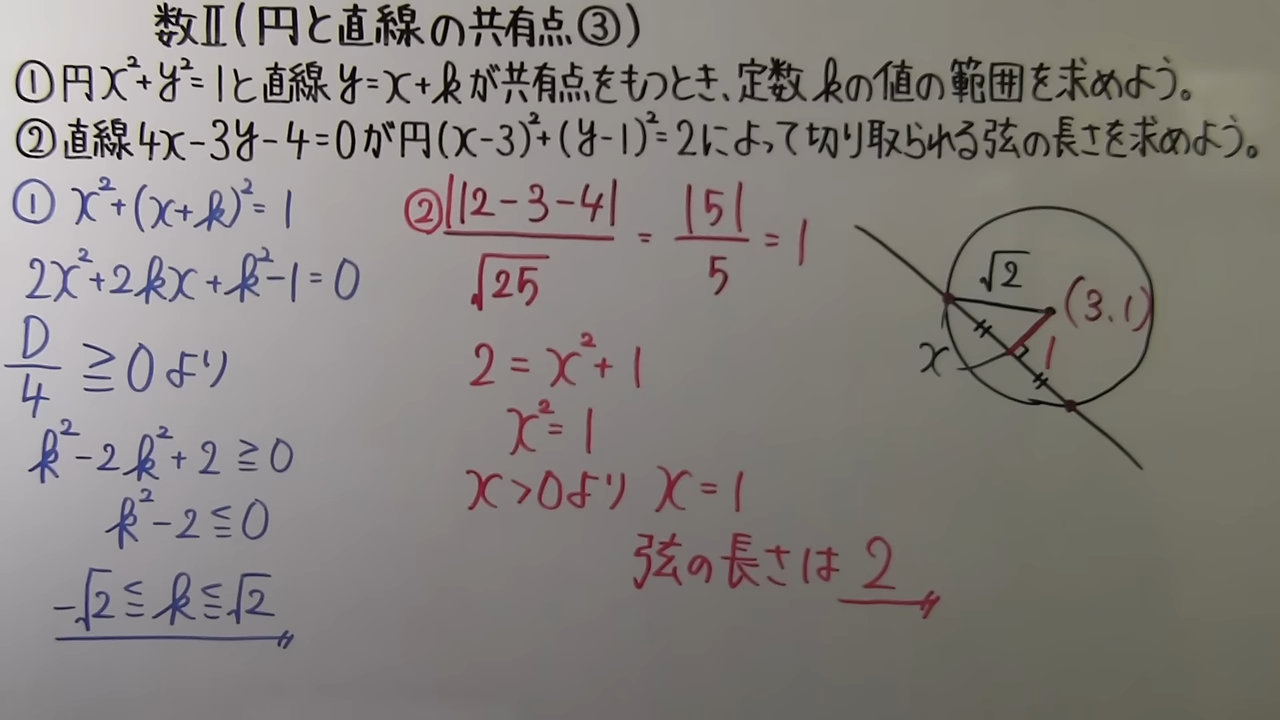 数Ⅱ(円と直線の共有点③)
①円x²+y²=1と直線y=x+kが共有点をもつとき、定数kの値の範囲を求めよう。
②直線4x-3y-4=0が円(x-3)²+(y-1)²=2によって切り取られる弦の長さを求めよう。
① x²+(x+k)²=1
2x²+2kx+k²-1=0
D/4 ≧0より
k²-2k²+2≧0
k²-2≦0
-√2≦k≦√2
② |12-3-4|/√25 = |5|/5 = 1
2=x²+1
x²=1
x>0より x=1
弦の長さは 2
√2
(3.1)
x
1